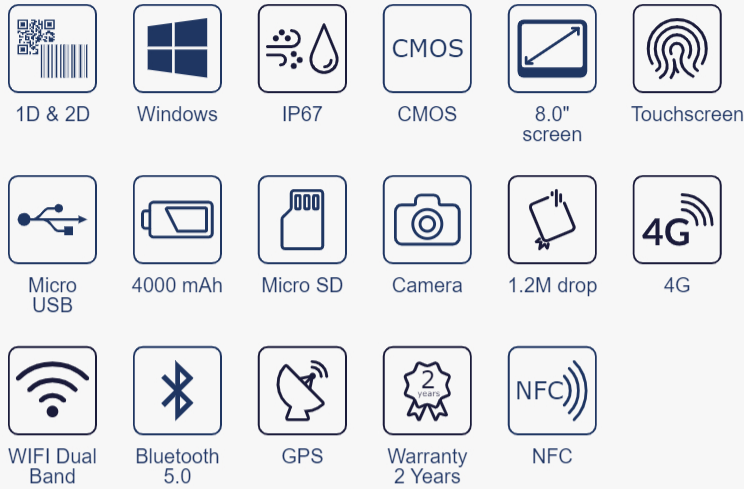 CMOS
1D & 2D
Windows
IP67
CMOS
8.0"
screen
Touchscreen
4G
Micro
USB
4000 mAh
Micro SD
Camera
1.2M drop
4G
2
years
NFC
WIFI Dual
Band
Bluetooth
5.0
GPS
Warranty
2 Years
NFC